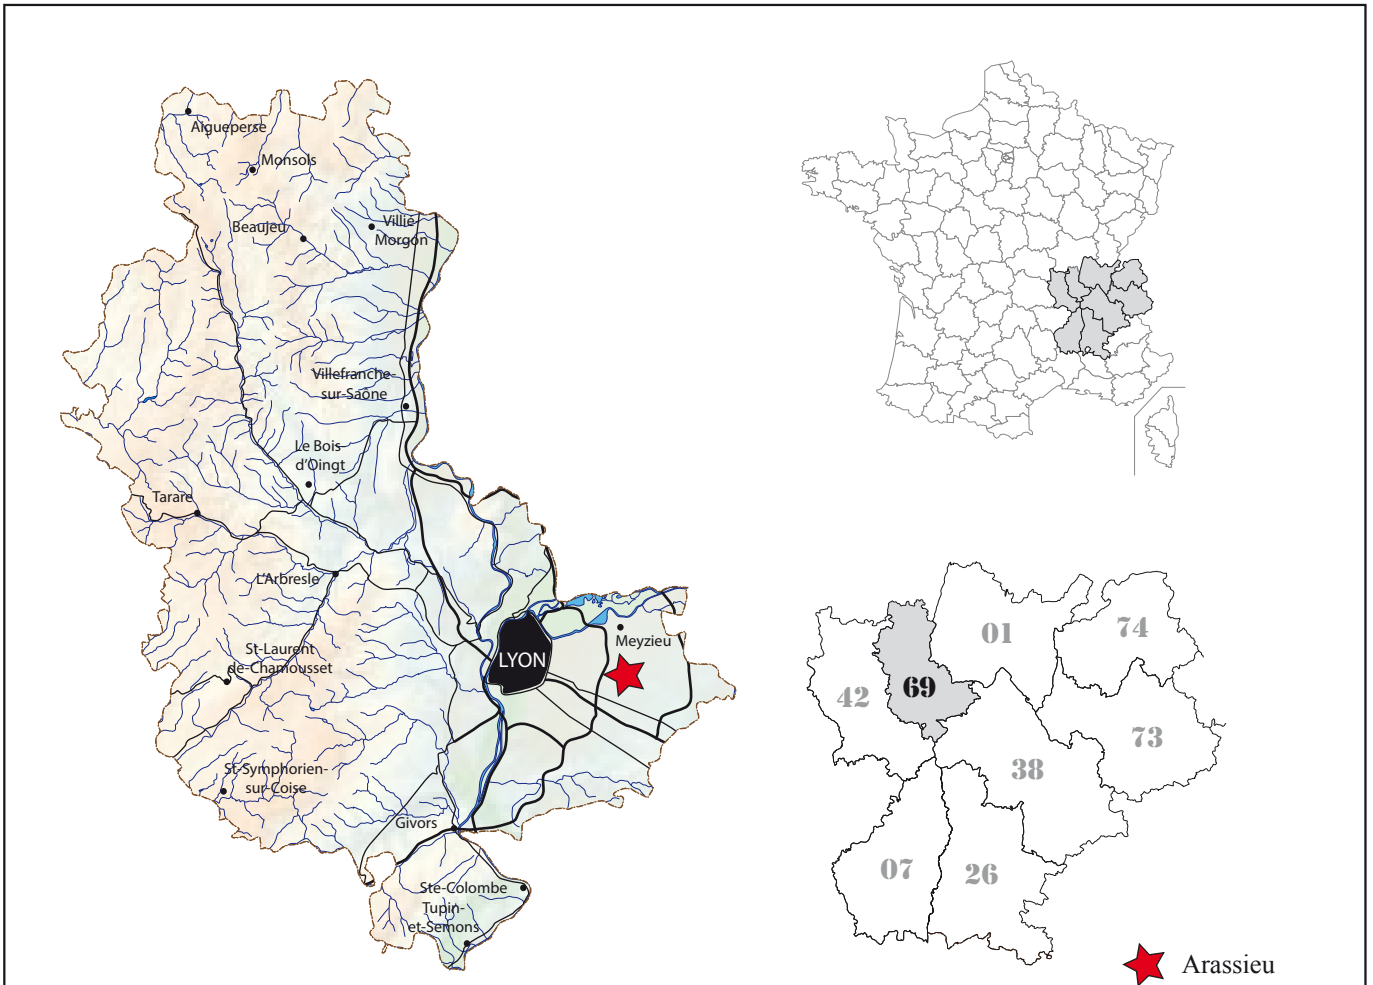 Aigueperse
Monsols
Beaujeu
Villié
Morgon
Villefranche-
sur-Saône
Le Bois
d'Oingt
Tarare
L'Arbresle
St-Laurent
de-Chamousset
LYON
Meyzieu
St-Symphorien-
sur-Coise
Givors
Ste-Colombe
Tupin-
et-Semons
01
74
42
69
73
38
07
26
Arassieu